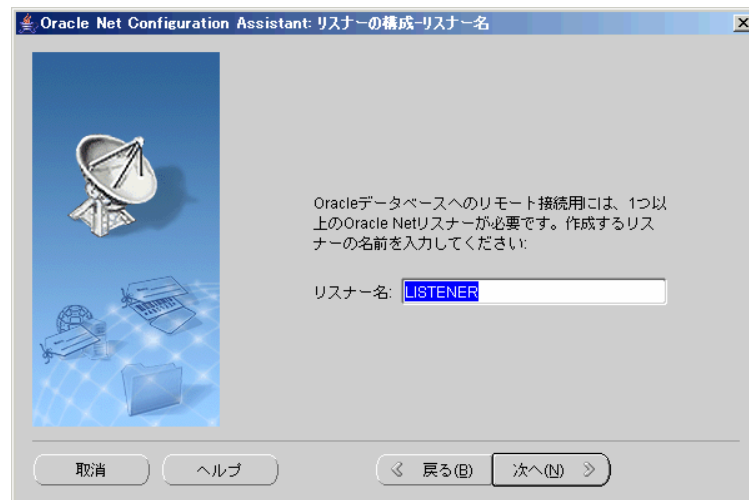 Oracle Net Configuration Assistant: リスナーの構成-リスナー名
Oracleデータベースへのリモート接続用には、1つ以
上のOracle Netリスナーが必要です。作成するリス
ナーの名前を入力してください:
リスナー名: LISTENER
取消 ヘルプ 戻る(B) 次へ(N)